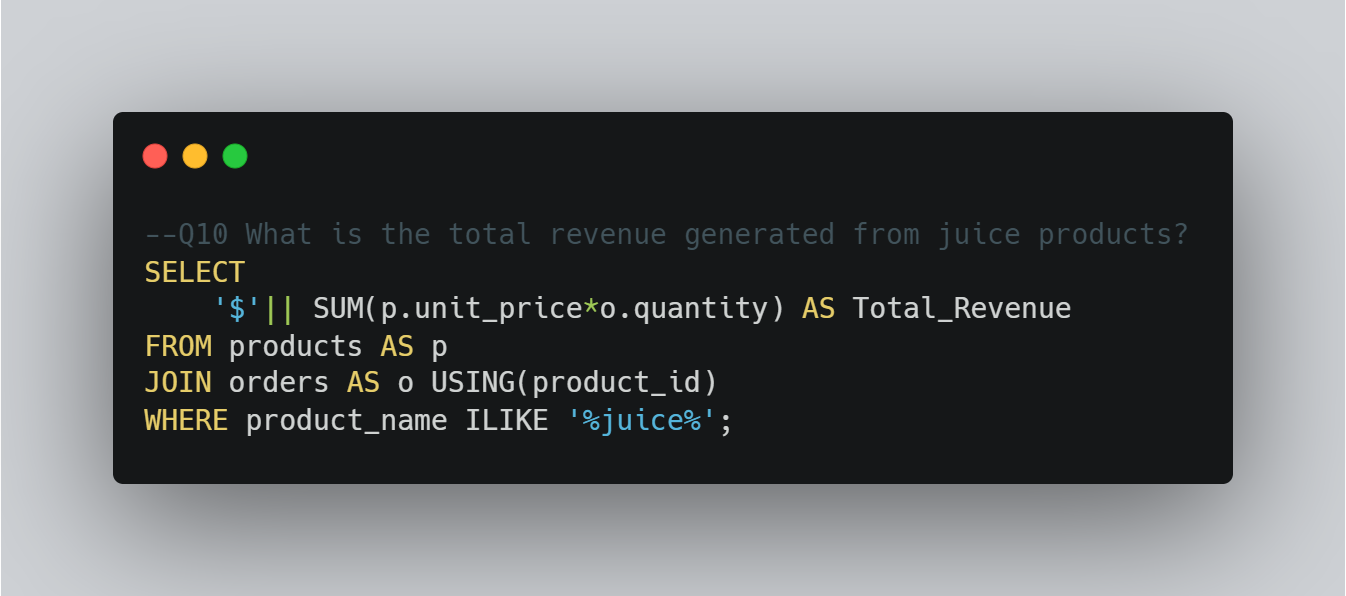 --Q10 What is the total revenue generated from juice products?
SELECT
    '$'|| SUM(p.unit_price*o.quantity) AS Total_Revenue
FROM products AS p
JOIN orders AS o USING(product_id)
WHERE product_name ILIKE '%juice%';